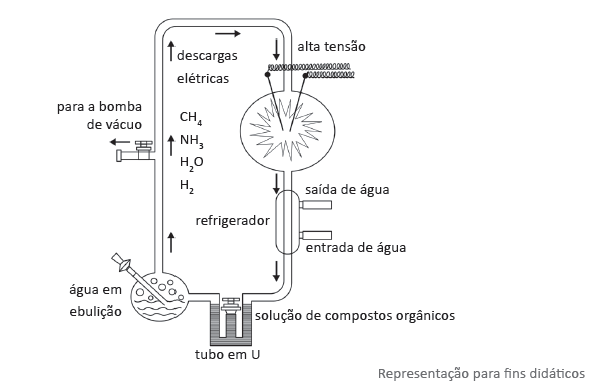 alta tensão
descargas
elétricas
para a bomba
de vácuo
CH₄
NH₃
H₂O
H₂
saída de água
refrigerador
entrada de água
água em
ebulição
solução de compostos orgânicos
tubo em U
Representação para fins didáticos